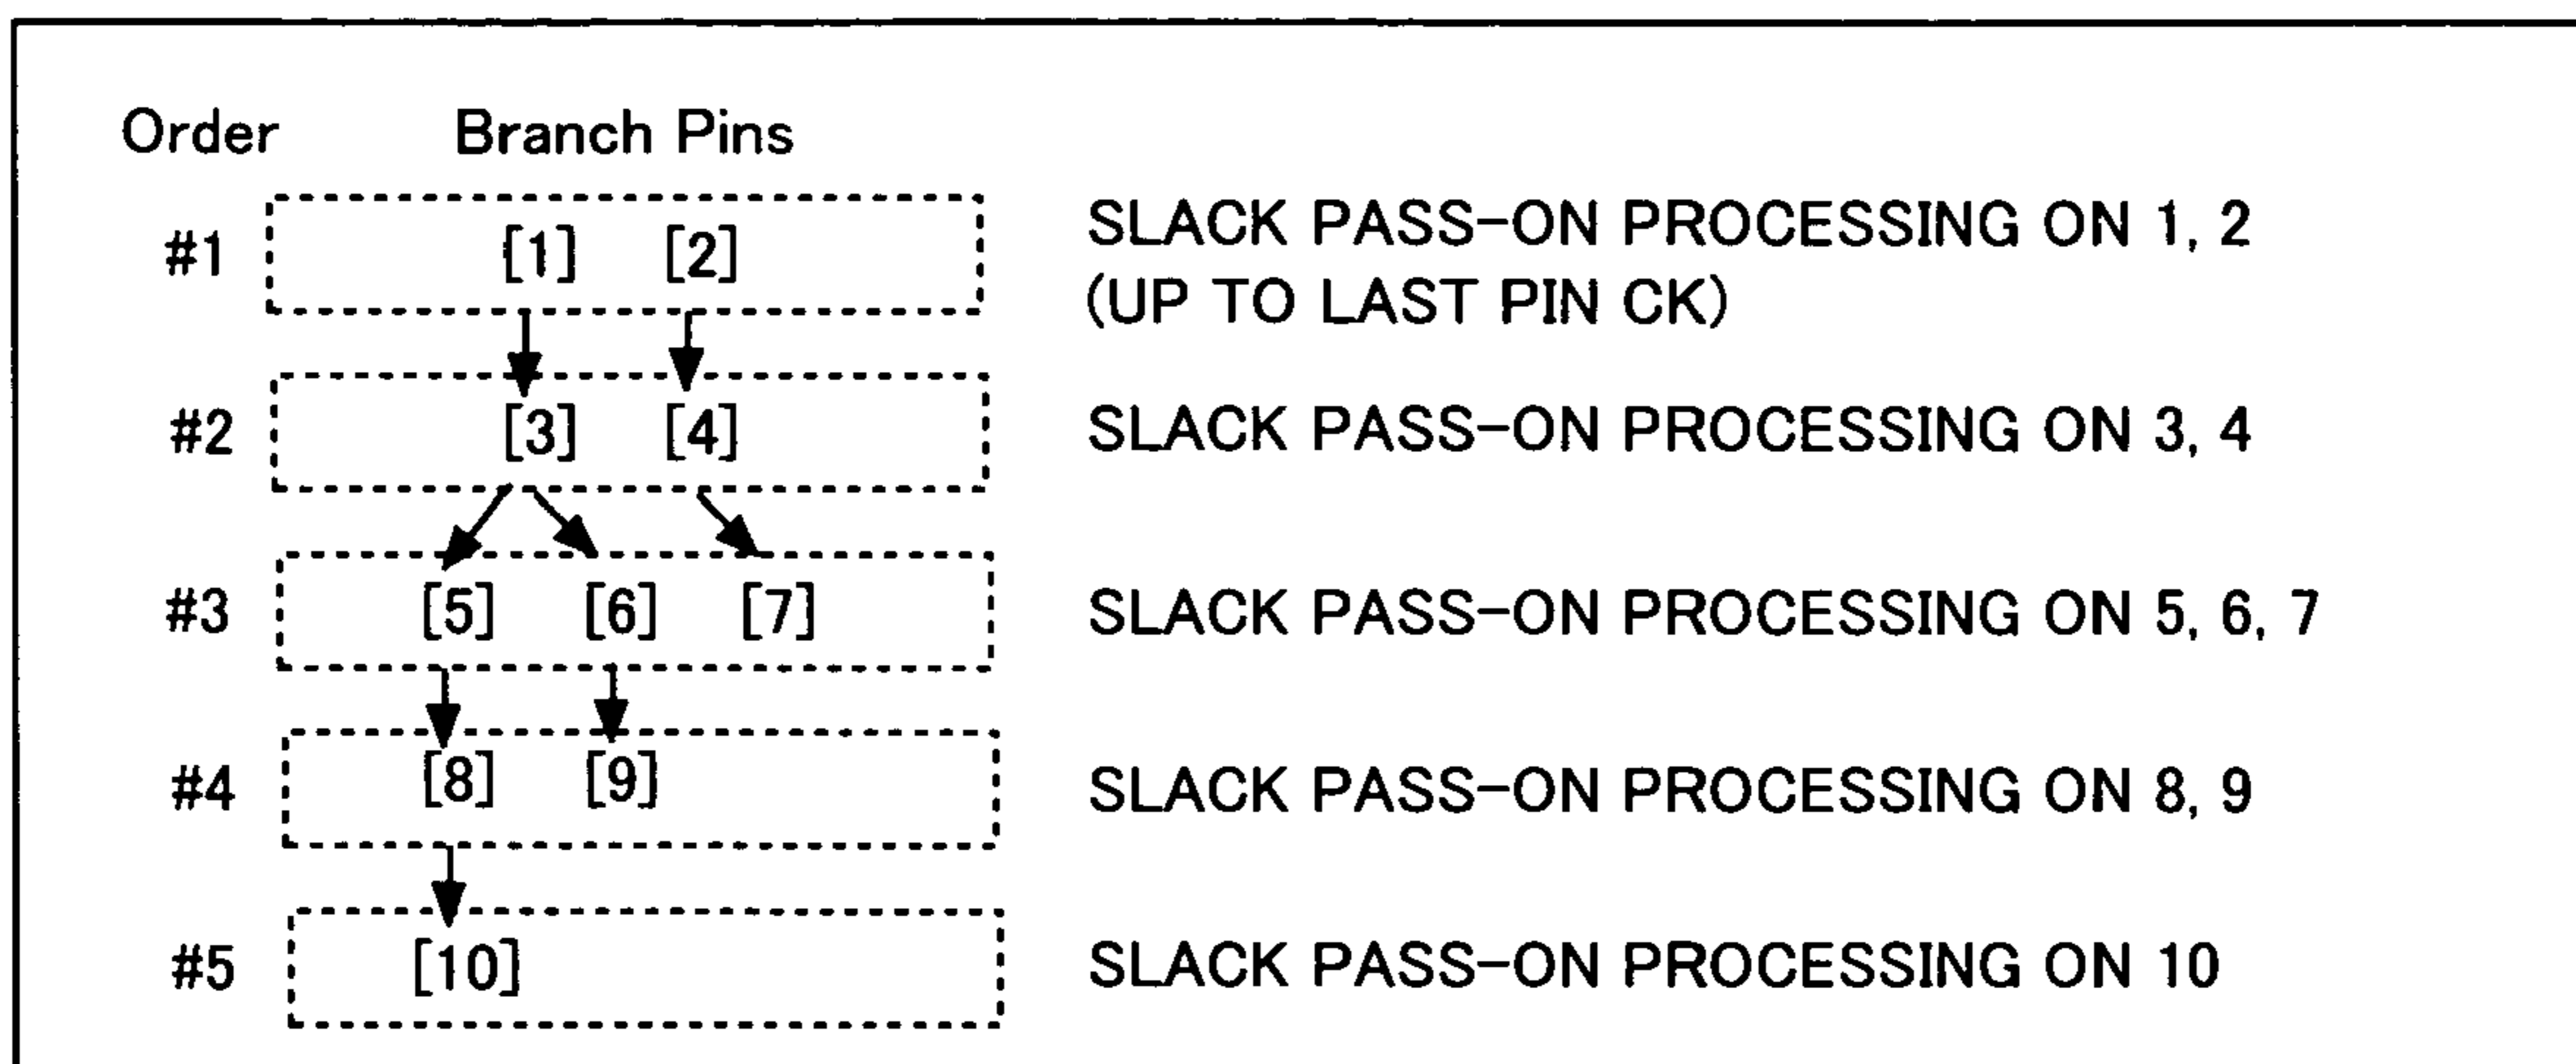 Order Branch Pins
#1 [1] [2] SLACK PASS-ON PROCESSING ON 1, 2
(UP TO LAST PIN CK)
#2 [3] [4] SLACK PASS-ON PROCESSING ON 3, 4
#3 [5] [6] [7] SLACK PASS-ON PROCESSING ON 5, 6, 7
#4 [8] [9] SLACK PASS-ON PROCESSING ON 8, 9
#5 [10] SLACK PASS-ON PROCESSING ON 10